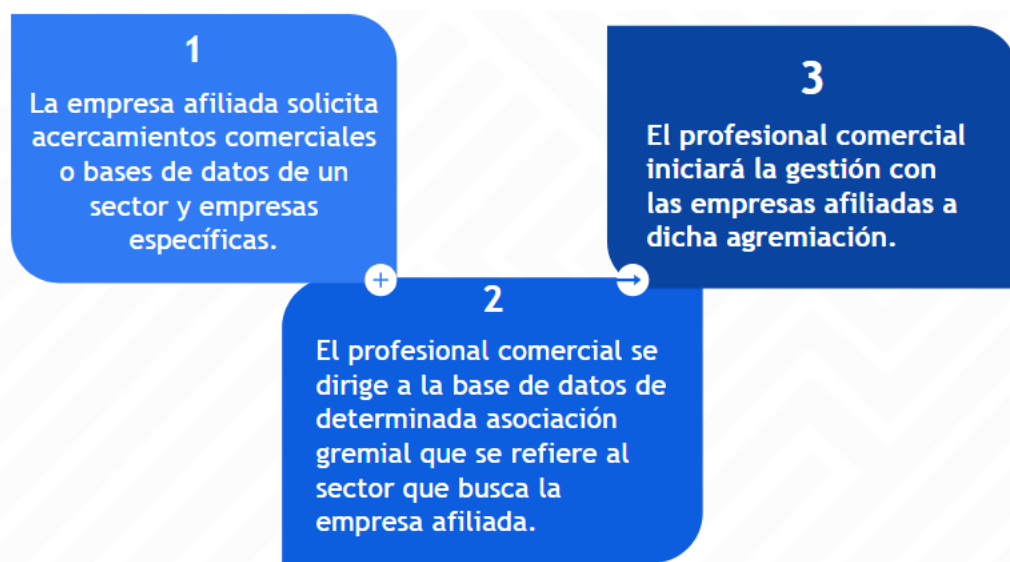 1
La empresa afiliada solicita
acercamientos comerciales
o bases de datos de un
sector y empresas
específicas.
2
El profesional comercial se
dirige a la base de datos de
determinada asociación
gremial que se refiere al
sector que busca la
empresa afiliada.
3
El profesional comercial
iniciará la gestión con
las empresas afiliadas a
dicha agremiación.